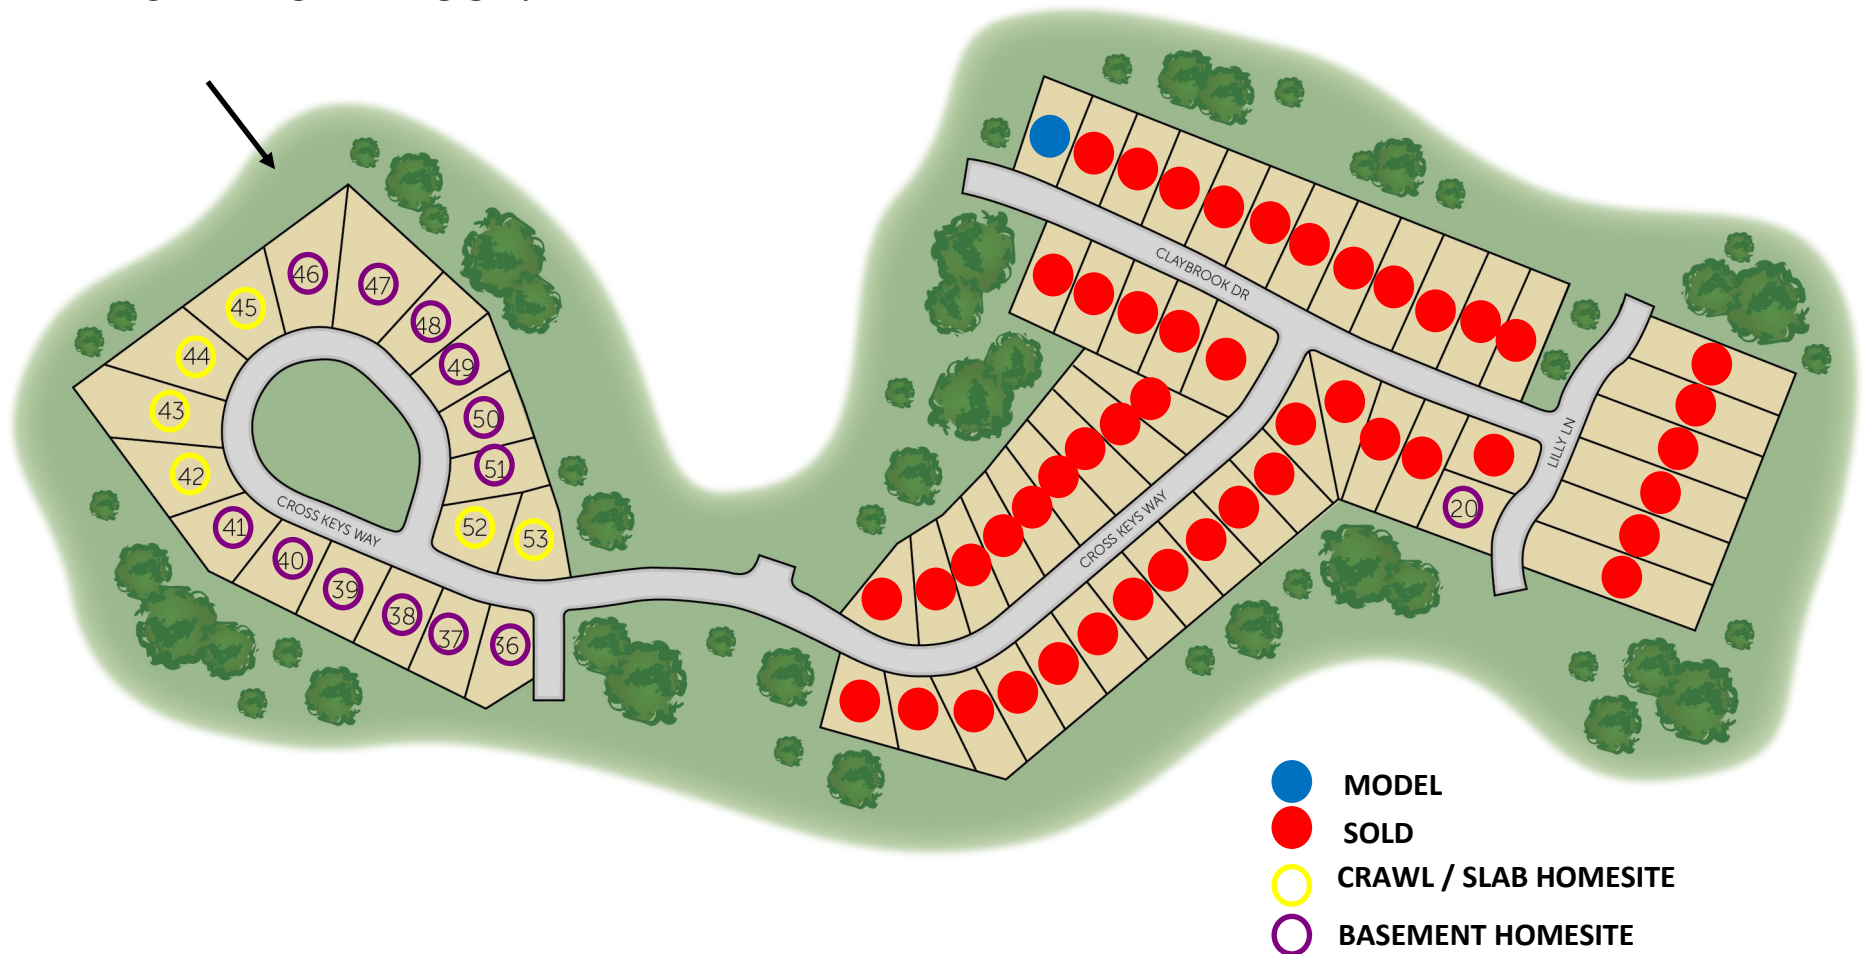 46
47
45
48
44
49
43
50
42
51
41
52
53
40
39
38
37
36
20
CROSS KEYS WAY
CLAYBROOK DR
CROSS KEYS WAY
LILLY LN
MODEL
SOLD
CRAWL / SLAB HOMESITE
BASEMENT HOMESITE